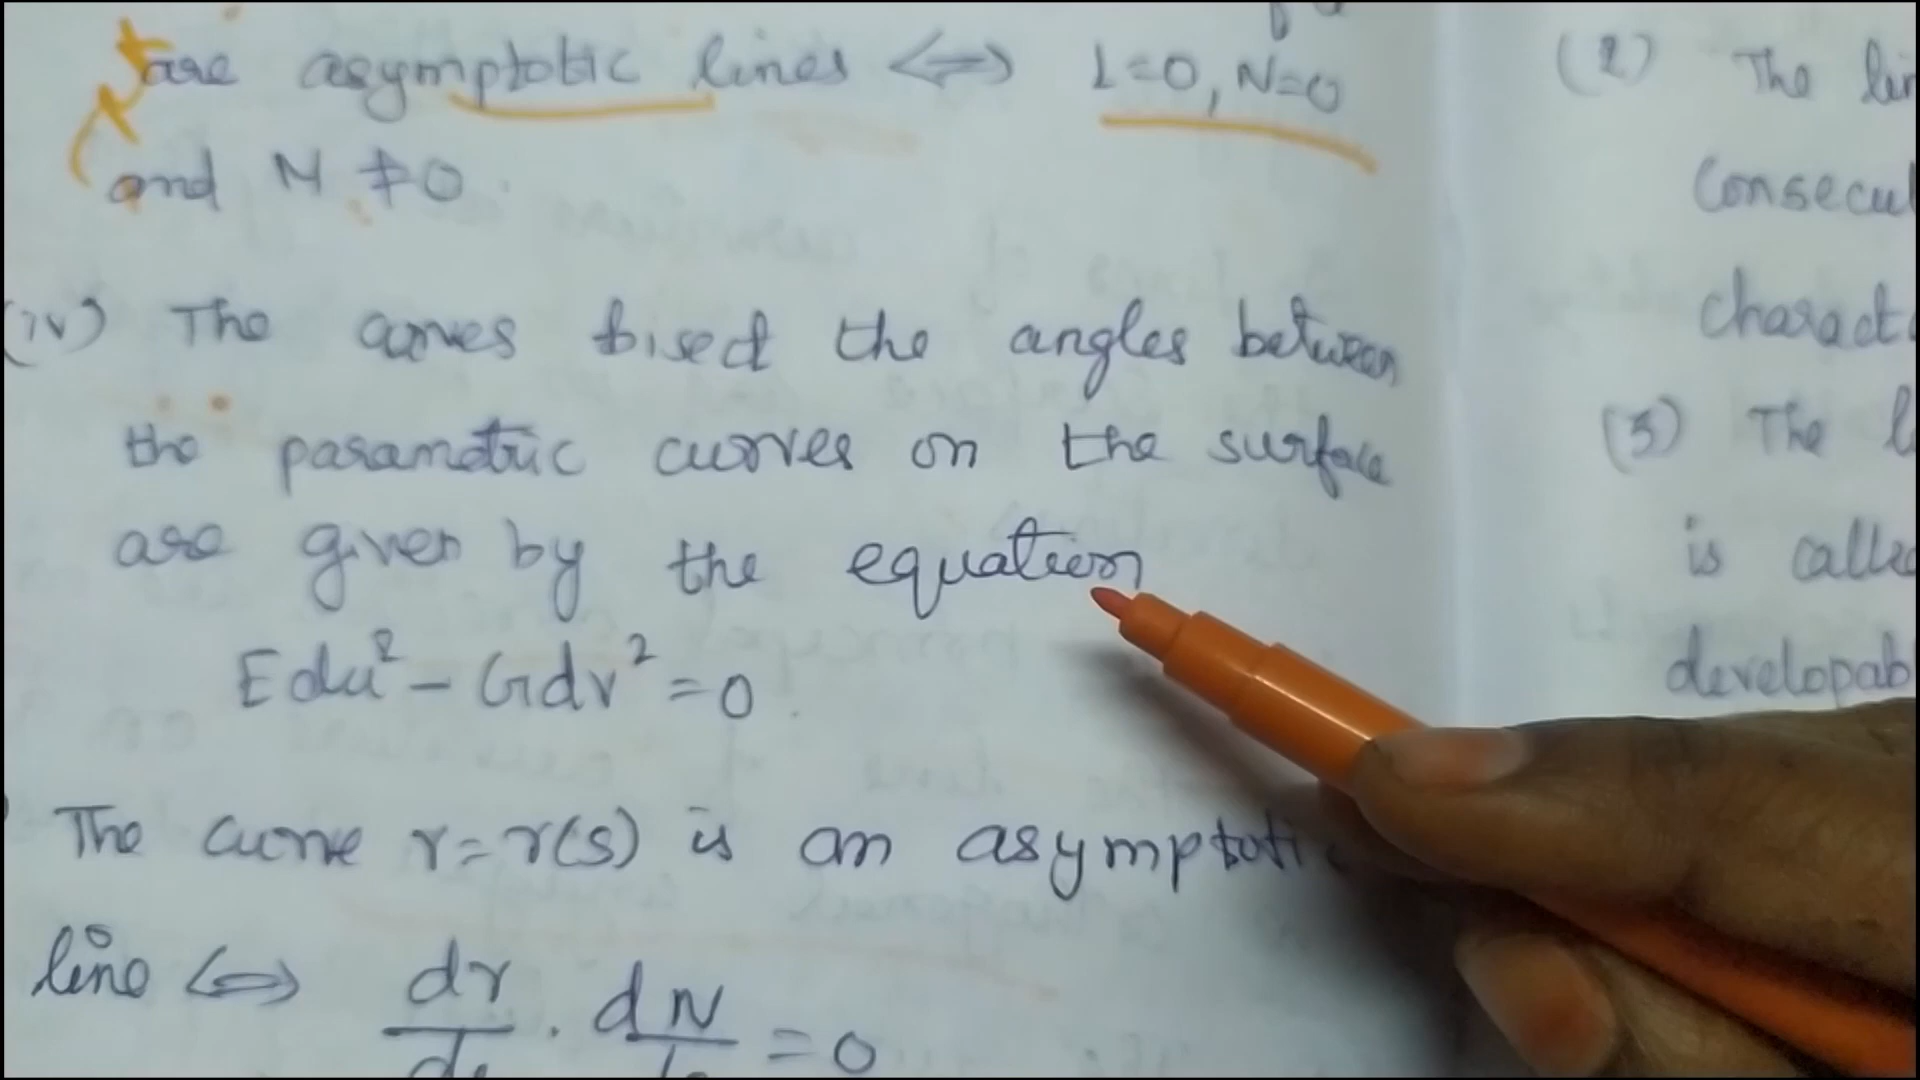 are asymptotic lines ⇔ L=0, N=0
and M ≠ 0.
(iv) The curves bisect the angles between
the parametric curves on the surface
are given by the equation
Edu² - Gdv² = 0.
The curve r=r(s) is an asymptotic
line ⇔ dr/ds . dN/ds = 0
(2) The
consecu
charact
(3) The
is calle
developab